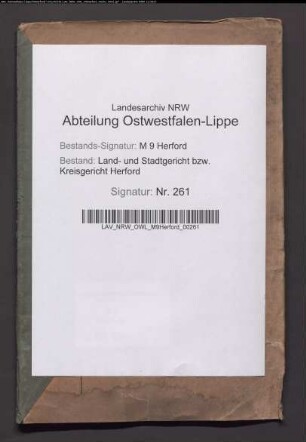 Landesarchiv NRW
Abteilung Ostwestfalen-Lippe
Bestands-Signatur: M 9 Herford
Bestand: Land- und Stadtgericht bzw.
Kreisgericht Herford
Signatur: Nr. 261
LAV_NRW_OWL_M9Herford_00261